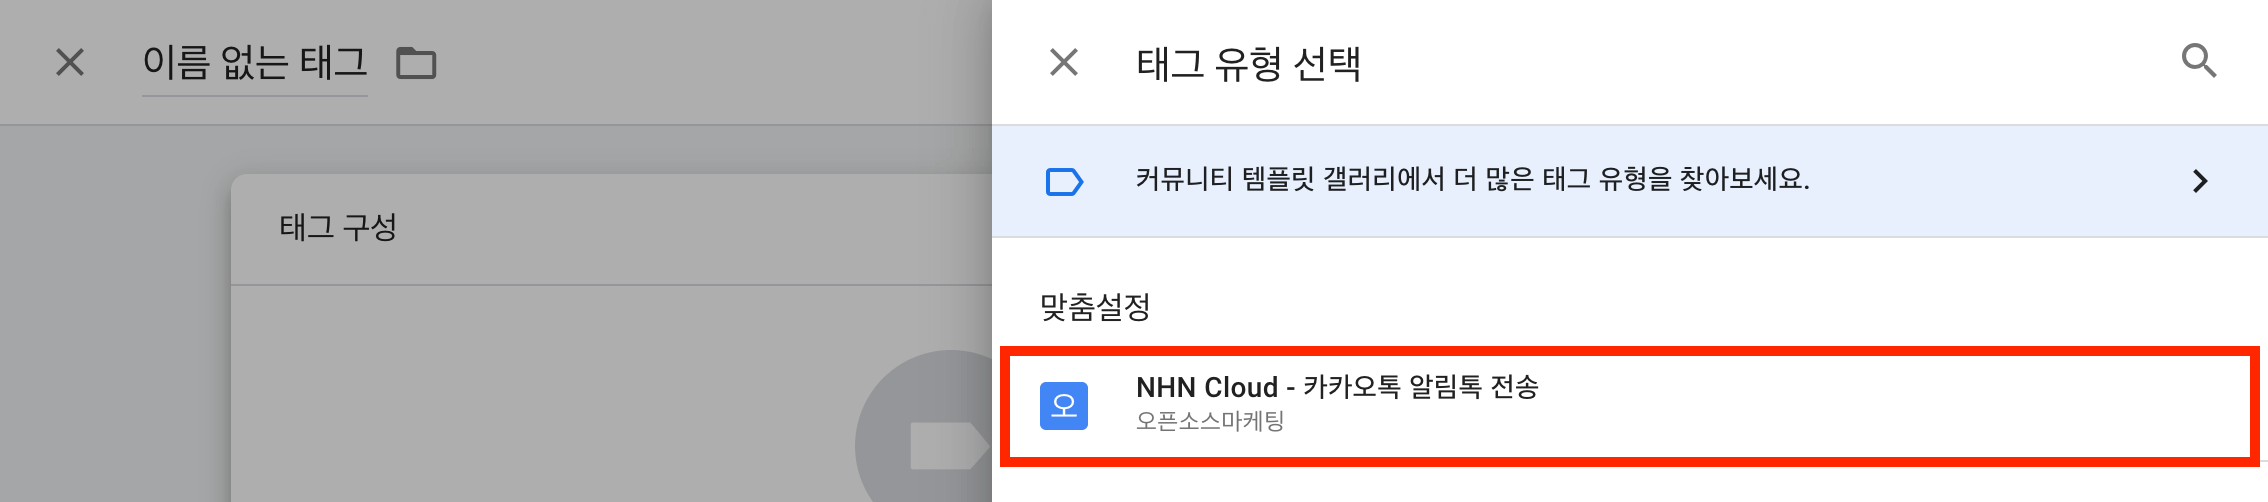 이름 없는 태그
태그 구성
태그 유형 선택
커뮤니티 템플릿 갤러리에서 더 많은 태그 유형을 찾아보세요.
맞춤설정
오
NHN Cloud - 카카오톡 알림톡 전송
오픈소스마케팅